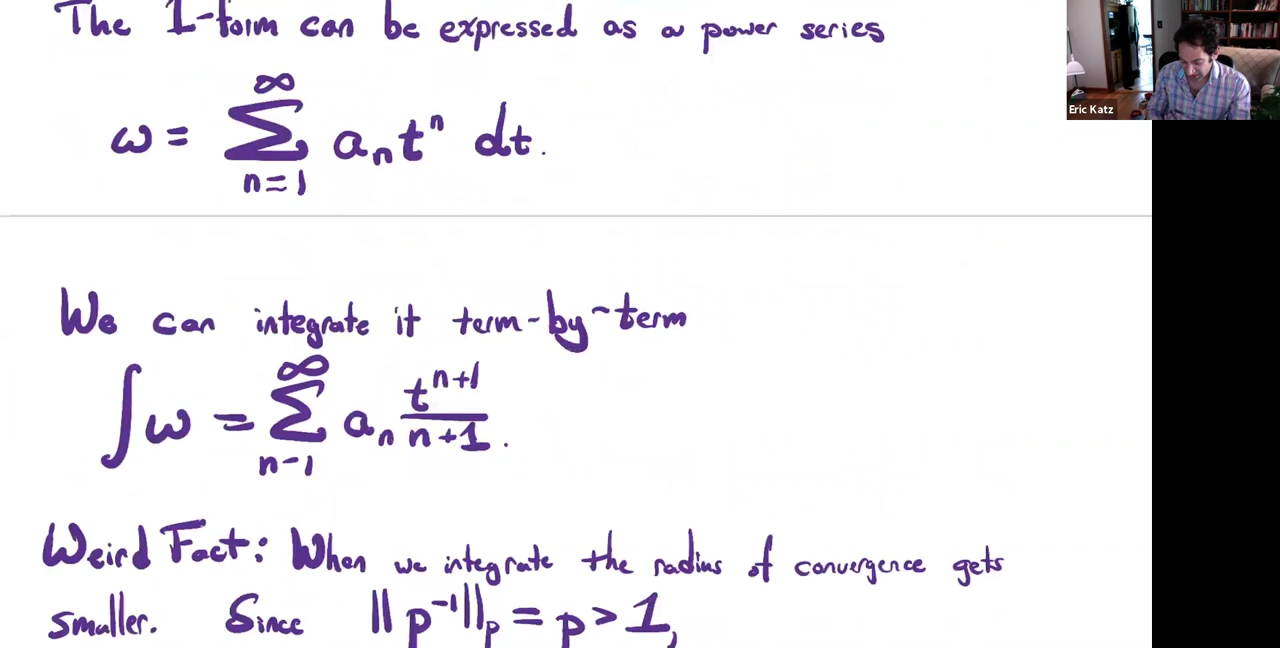 The 1-form can be expressed as a power series
ω = ∑_{n=1}^{∞} a_n t^n dt.
We can integrate it term-by-term
∫ω = ∑_{n-1}^{∞} a_n \frac{t^{n+1}}{n+1}.
Weird Fact: When we integrate the radius of convergence gets
smaller. Since ||p^{-1}||_p = p > 1,
Eric Katz